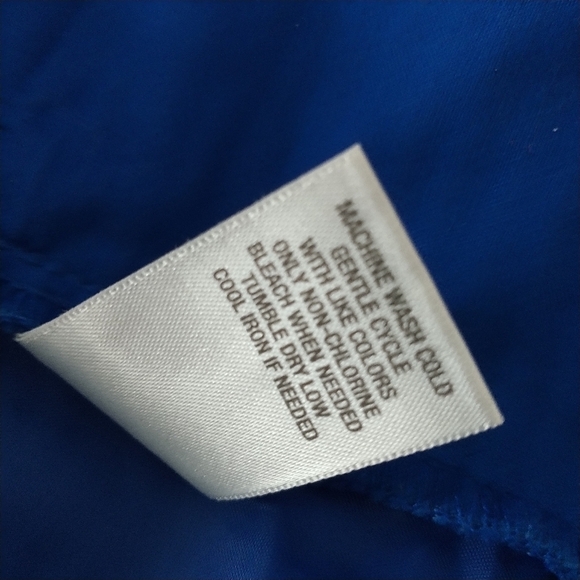 MACHINE WASH COLD
GENTLE CYCLE
WITH LIKE COLORS
ONLY NON-CHLORINE
BLEACH WHEN NEEDED
TUMBLE DRY LOW
COOL IRON IF NEEDED